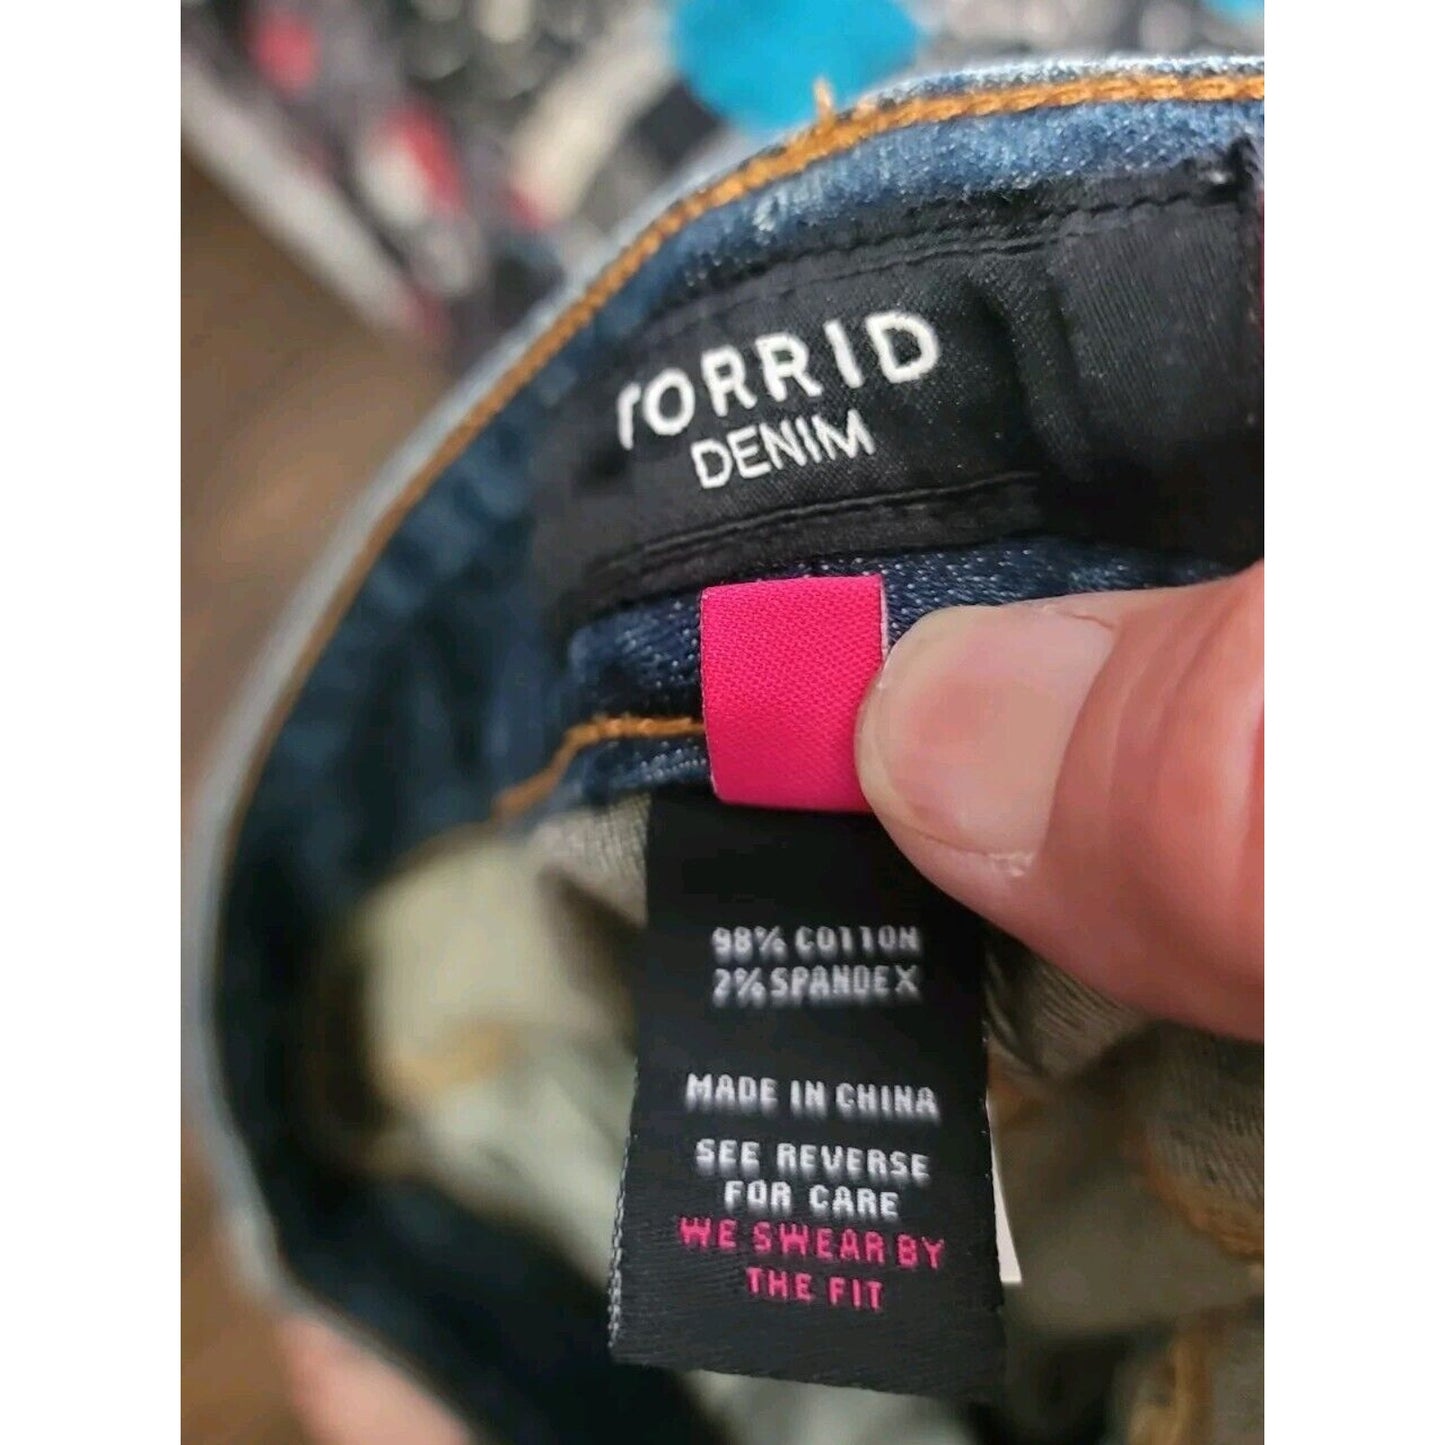 TORRID
DENIM
98% COTTON
2% SPANDEX
MADE IN CHINA
SEE REVERSE
FOR CARE
WE SWEAR BY
THE FIT